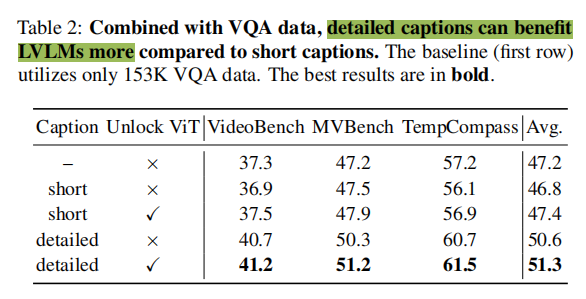 Table 2: Combined with VQA data, detailed captions can benefit
LVLMs more compared to short captions. The baseline (first row)
utilizes only 153K VQA data. The best results are in bold.
Caption Unlock ViT VideoBench MVBench TempCompass Avg.
– × 37.3 47.2 57.2 47.2
short × 36.9 47.5 56.1 46.8
short ✓ 37.5 47.9 56.9 47.4
detailed × 40.7 50.3 60.7 50.6
detailed ✓ 41.2 51.2 61.5 51.3